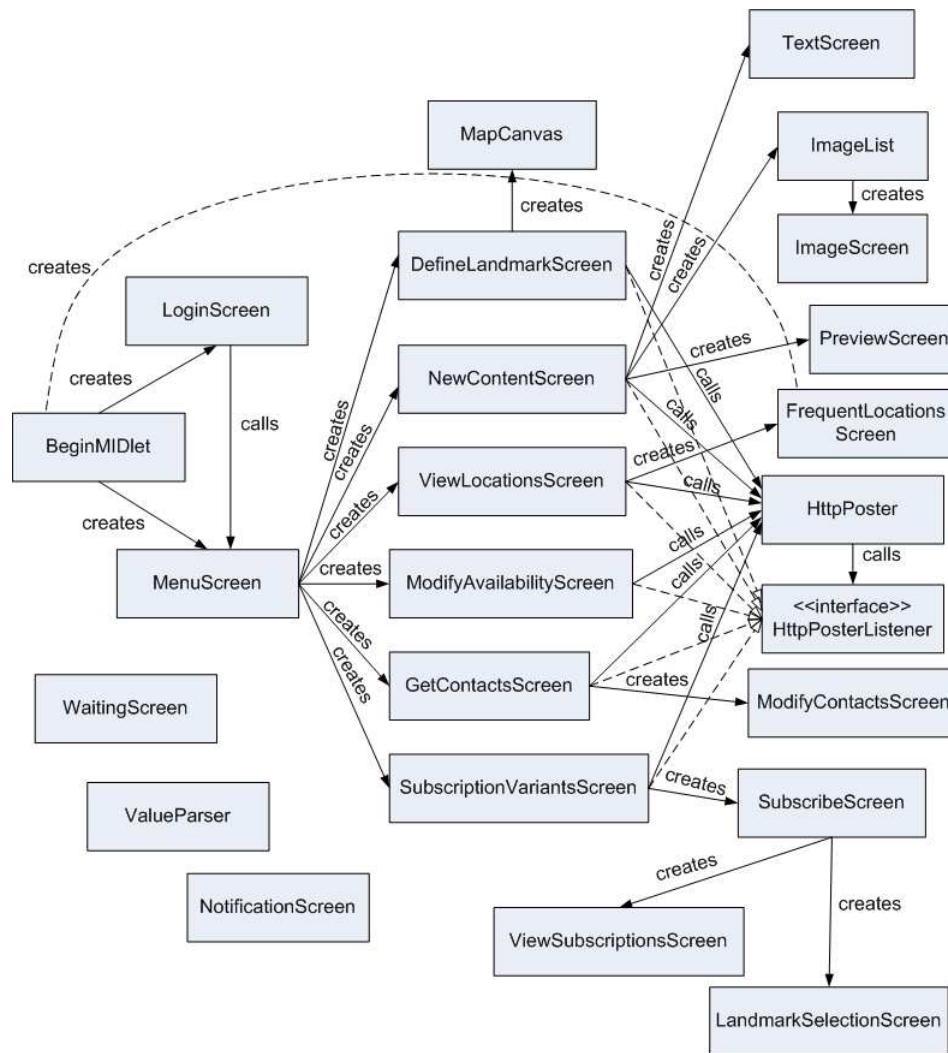 TextScreen
MapCanvas
ImageList
creates
creates
ImageScreen
creates
creates
creates
DefineLandmarkScreen
LoginScreen
PreviewScreen
creates
creates
creates
NewContentScreen
calls
calls
calls
creates
creates
FrequentLocations
Screen
BeginMIDlet
creates
ViewLocationsScreen
calls
HttpPoster
creates
creates
calls
calls
MenuScreen
creates
ModifyAvailabilityScreen
calls
<<interface>>
HttpPosterListener
creates
calls
creates
GetContactsScreen
creates
ModifyContactsScreen
WaitingScreen
SubscriptionVariantsScreen
creates
SubscribeScreen
ValueParser
creates
NotificationScreen
creates
ViewSubscriptionsScreen
LandmarkSelectionScreen